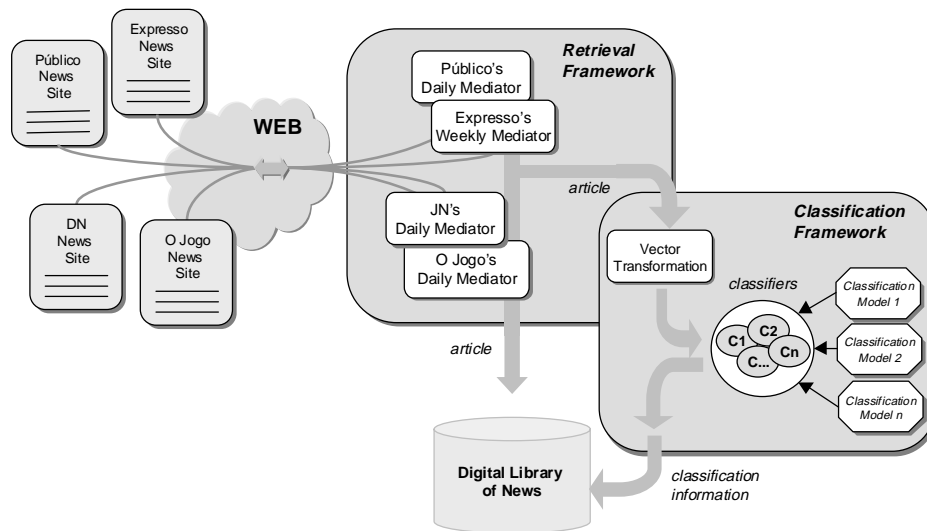 Público
News
Site
Expresso
News
Site
WEB
DN
News
Site
O Jogo
News
Site
Retrieval
Framework
Público's
Daily Mediator
Expresso's
Weekly Mediator
JN's
Daily Mediator
O Jogo's
Daily Mediator
article
article
Classification
Framework
Vector
Transformation
classifiers
C1
C2
C...
Cn
Classification
Model 1
Classification
Model 2
Classification
Model n
Digital Library
of News
classification
information